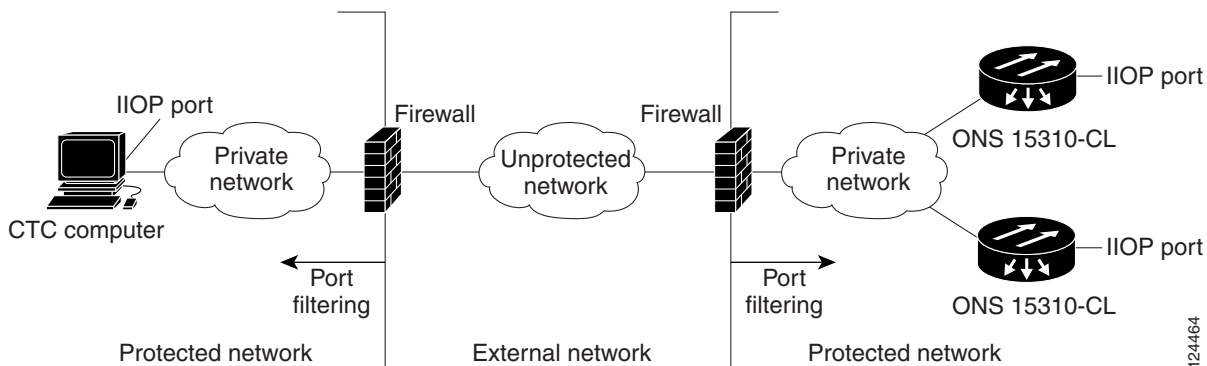 IIOP port
Private
network
CTC computer
Firewall
Port
filtering
Protected network
Unprotected
network
External network
Firewall
Private
network
Port
filtering
Protected network
IIOP port
ONS 15310-CL
IIOP port
ONS 15310-CL
124464